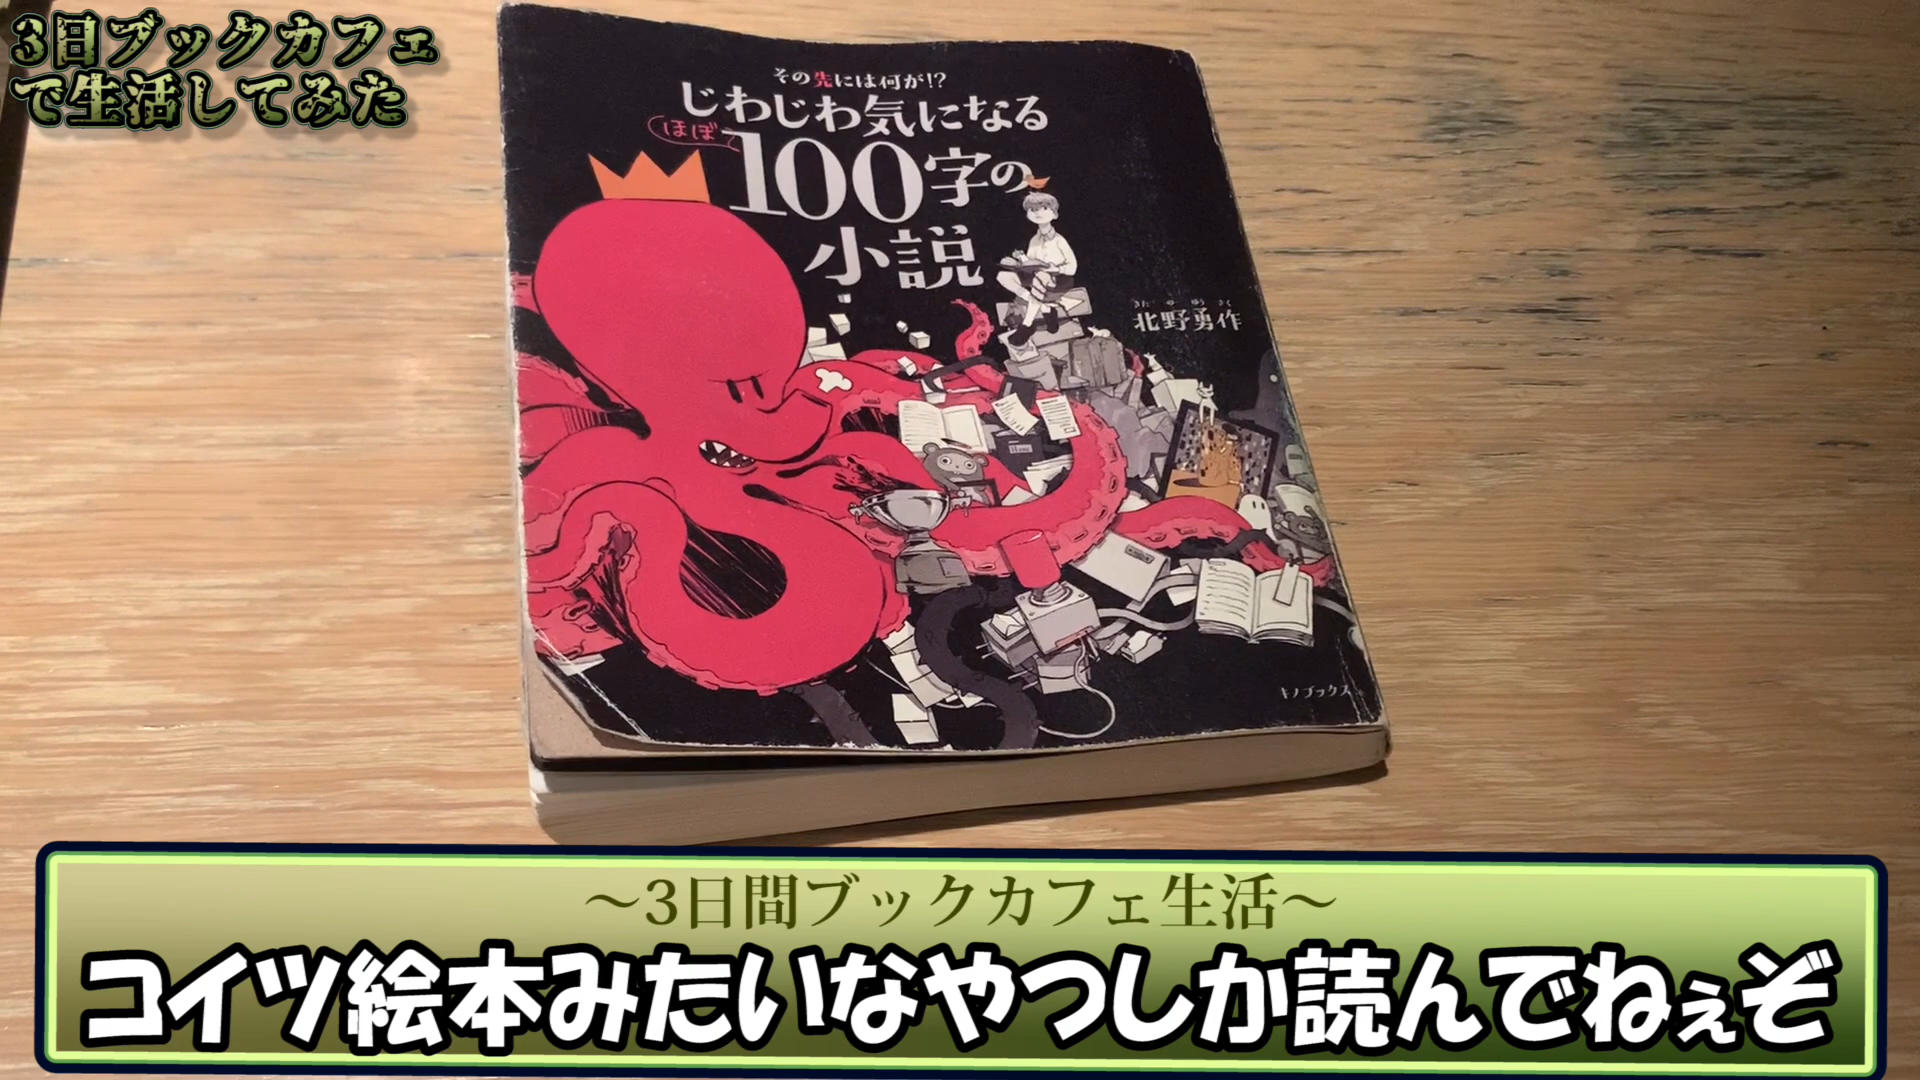 3日ブックカフェ
で生活してみた
その先には何が!?
じわじわ気になる
ほぼ
100字の
小説
きたのゆうさく
北野勇作
キノブックス
～3日間ブックカフェ生活～
コイツ絵本みたいなやつしか読んでねぇぞ